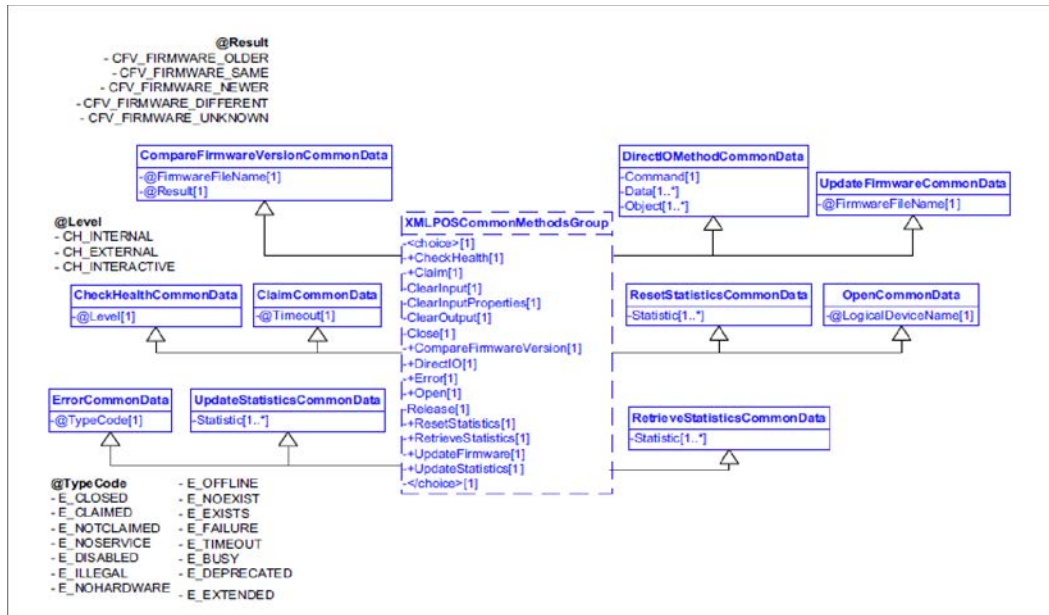 @Result
- CFV_FIRMWARE_OLDER
- CFV_FIRMWARE_SAME
- CFV_FIRMWARE_NEWER
- CFV_FIRMWARE_DIFFERENT
- CFV_FIRMWARE_UNKNOWN
CompareFirmwareVersionCommonData
-@FirmwareFileName[1]
-@Result[1]
DirectIOMethodCommonData
-Command[1]
-Data[1..*]
-Object[1..*]
UpdateFirmwareCommonData
-@FirmwareFileName[1]
@Level
- CH_INTERNAL
- CH_EXTERNAL
- CH_INTERACTIVE
XMLPOSCommonMethodsGroup
-<choice>[1]
-+CheckHealth[1]
-+Claim[1]
-ClearInput[1]
-ClearInputProperties[1]
-ClearOutput[1]
-Close[1]
-+CompareFirmwareVersion[1]
-+DirectIO[1]
-+Error[1]
-+Open[1]
-Release[1]
-+ResetStatistics[1]
-+RetrieveStatistics[1]
-+UpdateFirmware[1]
-+UpdateStatistics[1]
-</choice>[1]
CheckHealthCommonData
-@Level[1]
ClaimCommonData
-@Timeout[1]
ResetStatisticsCommonData
-Statistic[1..*]
OpenCommonData
-@LogicalDeviceName[1]
ErrorCommonData
-@TypeCode[1]
UpdateStatisticsCommonData
-Statistic[1..*]
RetrieveStatisticsCommonData
-Statistic[1..*]
@TypeCode
- E_CLOSED
- E_CLAIMED
- E_NOTCLAIMED
- E_NOSERVICE
- E_DISABLED
- E_ILLEGAL
- E_NOHARDWARE
- E_OFFLINE
- E_NOEXIST
- E_EXISTS
- E_FAILURE
- E_TIMEOUT
- E_BUSY
- E_DEPRECATED
- E_EXTENDED